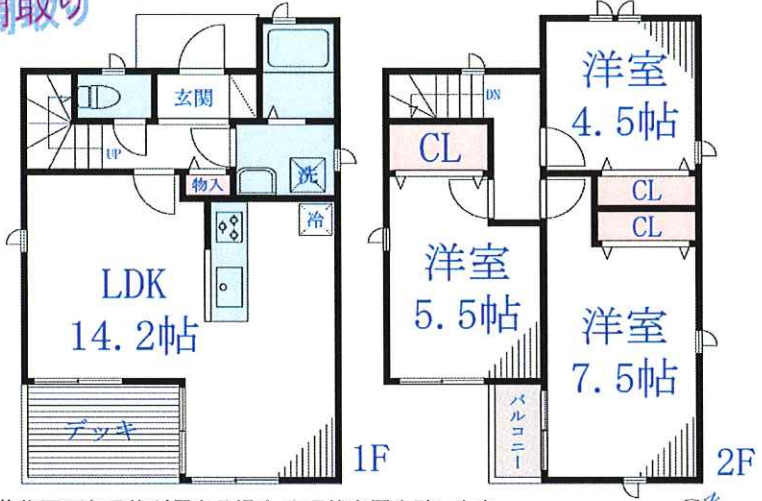 間取り
玄関
UP
物入
洗
冷
LDK
14.2帖
デッキ
1F
DN
洋室
4.5帖
CL
CL
CL
洋室
5.5帖
洋室
7.5帖
バルコニー
2F